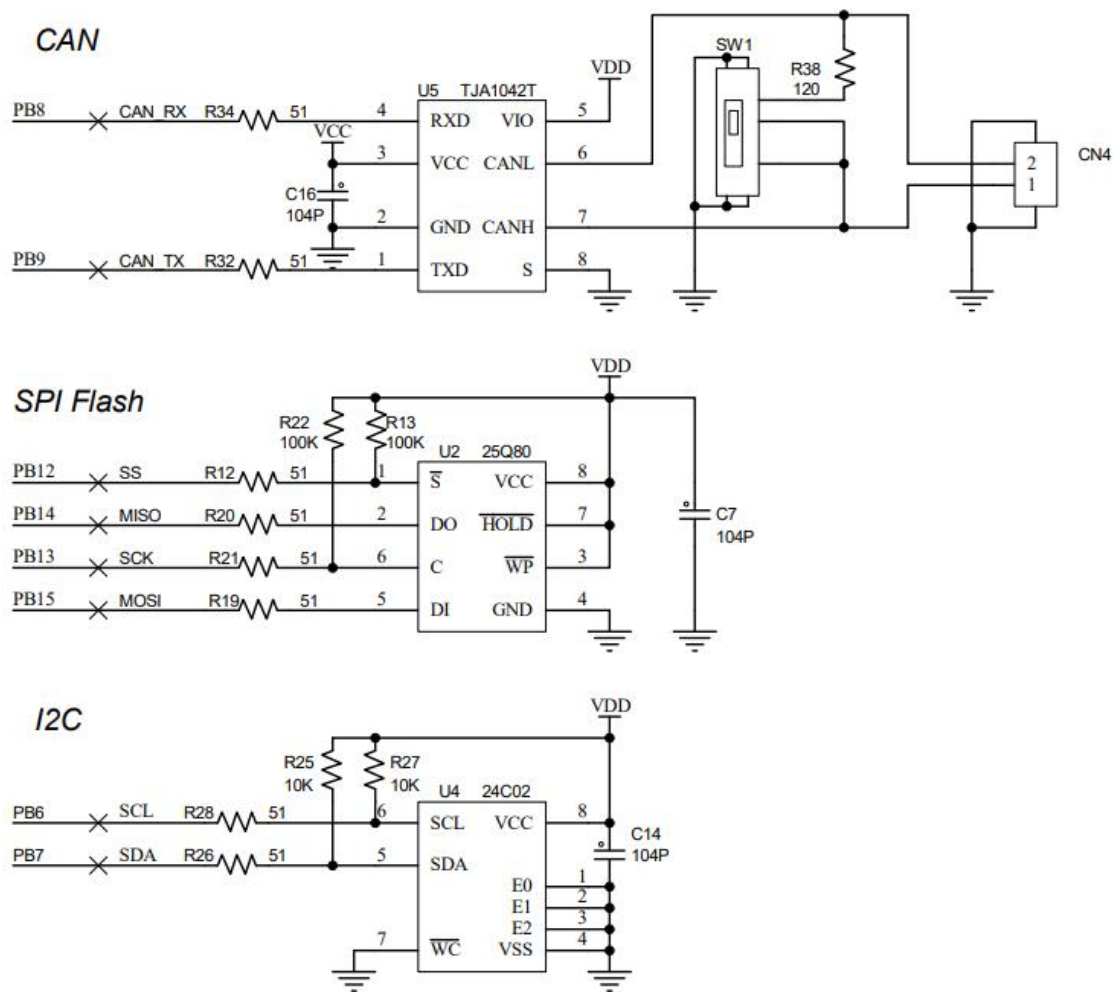 CAN
SW1
VDD
R38
120
U5 TJA1042T
PB8 CAN_RX R34 51 4 RXD VIO 5
VCC
3 VCC CANL 6
CN4
2
1
C16
104P
2 GND CANH 7
PB9 CAN_TX R32 51 1 TXD S 8
VDD
SPI Flash
R22 R13
100K 100K
U2 25Q80
PB12 SS R12 51 1 S VCC 8
PB14 MISO R20 51 2 DO HOLD 7
C7
104P
PB13 SCK R21 51 6 C WP 3
PB15 MOSI R19 51 5 DI GND 4
VDD
I2C
R25 R27
10K 10K
U4 24C02
PB6 SCL R28 51 6 SCL VCC 8
C14
104P
PB7 SDA R26 51 5 SDA
E0 1
E1 2
E2 3
7 WC VSS 4